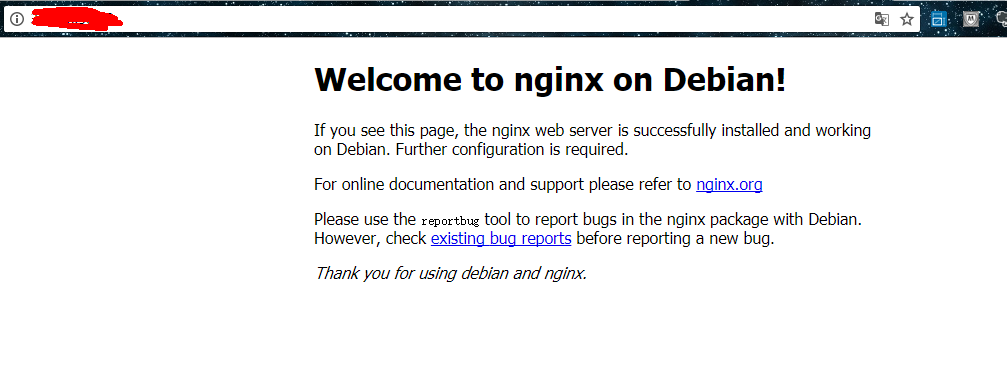 Welcome to nginx on Debian!
If you see this page, the nginx web server is successfully installed and working
on Debian. Further configuration is required.
For online documentation and support please refer to nginx.org
Please use the reportbug tool to report bugs in the nginx package with Debian.
However, check existing bug reports before reporting a new bug.
Thank you for using debian and nginx.